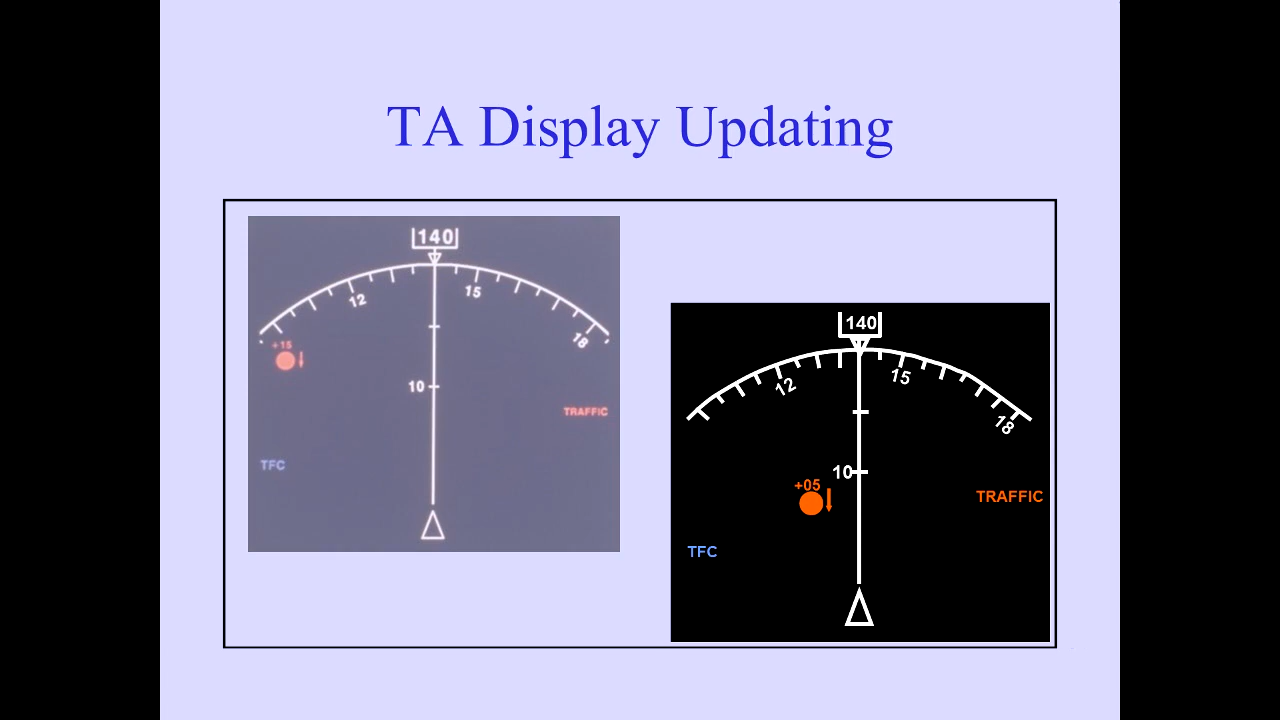 TA Display Updating
140
12
15
18
+15
10
TRAFFIC
TFC
140
12
15
18
10
+05
TRAFFIC
TFC